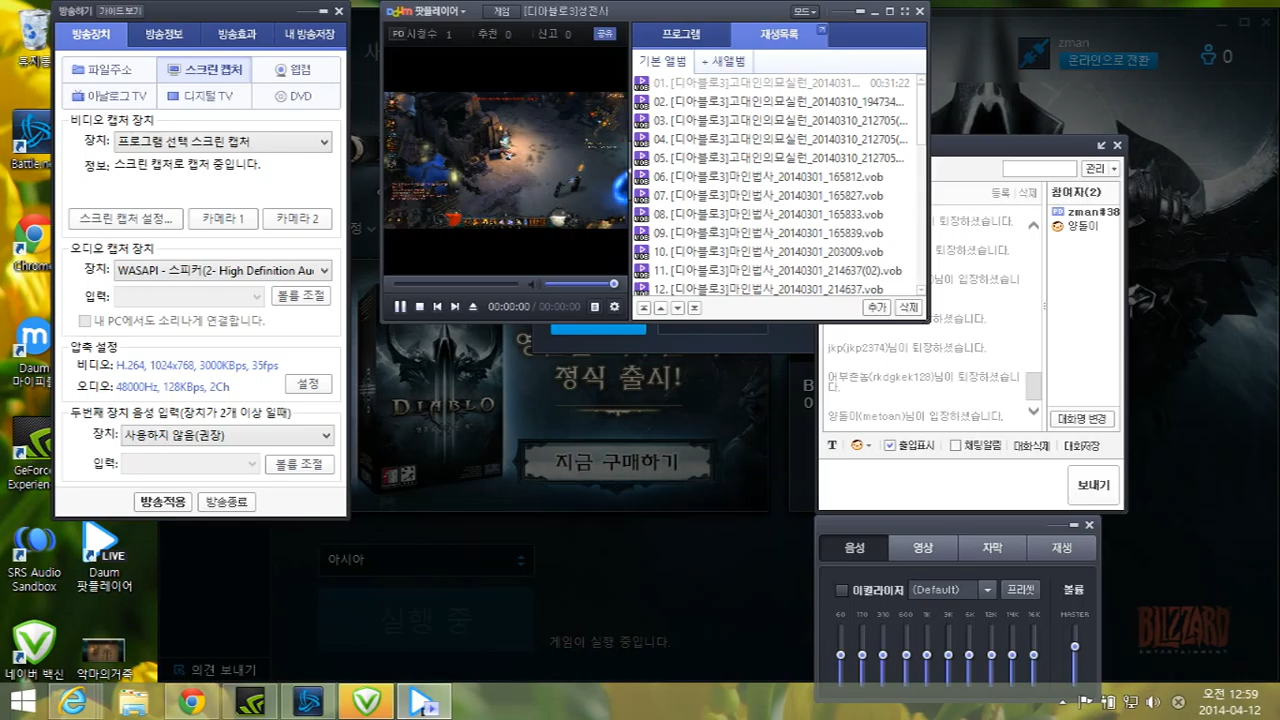 방송하기 가이드보기
방송장치 방송정보 방송효과 내 방송저장
파일주소 스크린 캡처 웹캠
아날로그 TV 디지털 TV DVD
비디오 캡처 장치
장치: 프로그램 선택 스크린 캡처
정보: 스크린 캡처로 캡처 중입니다.
스크린 캡처 설정... 카메라 1 카메라 2
오디오 캡처 장치
장치: WASAPI - 스피커(2- High Definition Au
입력: 볼륨 조절
내 PC에서도 소리나게 연결합니다.
압축 설정
비디오: H.264, 1024x768, 3000KBps, 35fps
오디오: 48000Hz, 128KBps, 2Ch
설정
두번째 장치 음성 입력(장치가 2개 이상 일때)
장치: 사용하지 않음(권장)
입력: 볼륨 조절
방송적용 방송종료
Daum 팟플레이어 게임 [디아블로3]성전사 모드
PD 시청수 1 추천 0 신고 0 공유
00:00:00 / 00:00:00
프로그램 재생목록
기본 앨범 + 새앨범
01. [디아블로3]고대인의묘실런_201431... 00:31:22
02. [디아블로3]고대인의묘실런_20140310_194734...
03. [디아블로3]고대인의묘실런_20140310_212705(...
04. [디아블로3]고대인의묘실런_20140310_212705(...
05. [디아블로3]고대인의묘실런_20140310_212705...
06. [디아블로3]마인법사_20140301_165812.vob
07. [디아블로3]마인법사_20140301_165827.vob
08. [디아블로3]마인법사_20140301_165833.vob
09. [디아블로3]마인법사_20140301_165839.vob
10. [디아블로3]마인법사_20140301_203009.vob
11. [디아블로3]마인법사_20140301_214637(02).vob
12. [디아블로3]마인법사_20140301_214637.vob
추가 삭제
zman
온라인으로 전환
0
관리
등록 | 삭제
참여자(2)
PD zman#38
양돌이
퇴장하셨습니다.
퇴장하셨습니다.
님이 입장하셨습니다.
하셨습니다.
jkp(jkp2374)님이 퇴장하셨습니다.
어부촌놈(rkdgkek128)님이 퇴장하셨습니다.
양돌이(metoan)님이 입장하셨습니다.
대화명 변경
T 출입표시 채팅알림 대화삭제 대화저장
보내기
정식 출시!
DIABLO
지금 구매하기
아시아
실행 중
게임이 실행 중입니다.
의견 보내기
BLIZZARD
ENTERTAINMENT
음성 영상 자막 재생
이퀄라이저 (Default) 프리셋 볼륨
60 170 310 600 1K 3K 6K 12K 14K 16K MASTER
휴지통
Battle.ne
Chrome
Daum
마이피플
GeForce
Experien
SRS Audio
Sandbox
LIVE
Daum
팟플레이어
네이버 백신
악마의거죽
오전 12:59
2014-04-12